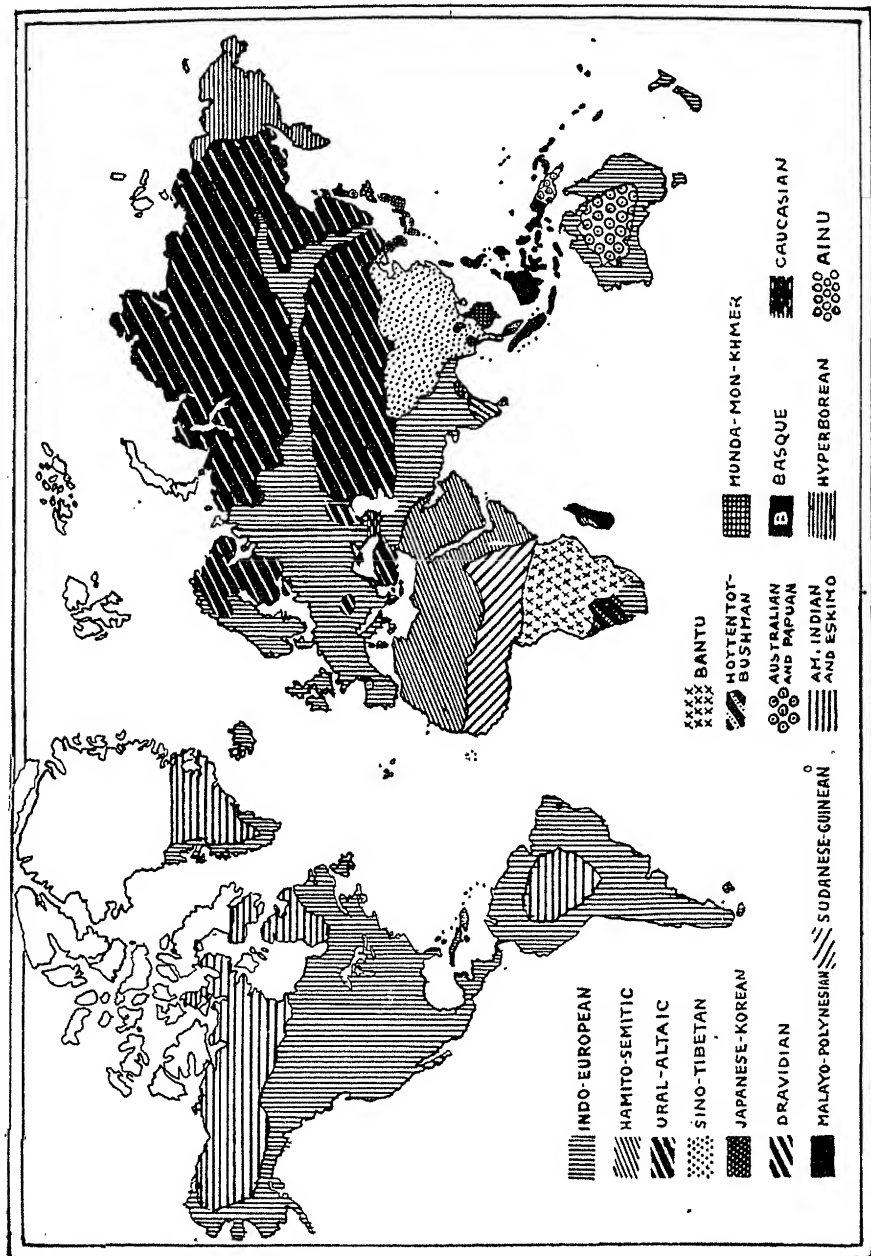 INDO-EUROPEAN
HAMITO-SEMITIC
URAL-ALTAIC
SINO-TIBETAN
JAPANESE-KOREAN
DRAVIDIAN
MALAYO-POLYNESIAN
SUDANESE-GUINEAN
BANTU
HOTTENTOT-
BUSHMAN
AUSTRALIAN
AND PAPUAN
AM. INDIAN
AND ESKIMO
MUNDA-MON-KHMER
B BASQUE
HYPERBOREAN
CAUCASIAN
AINU